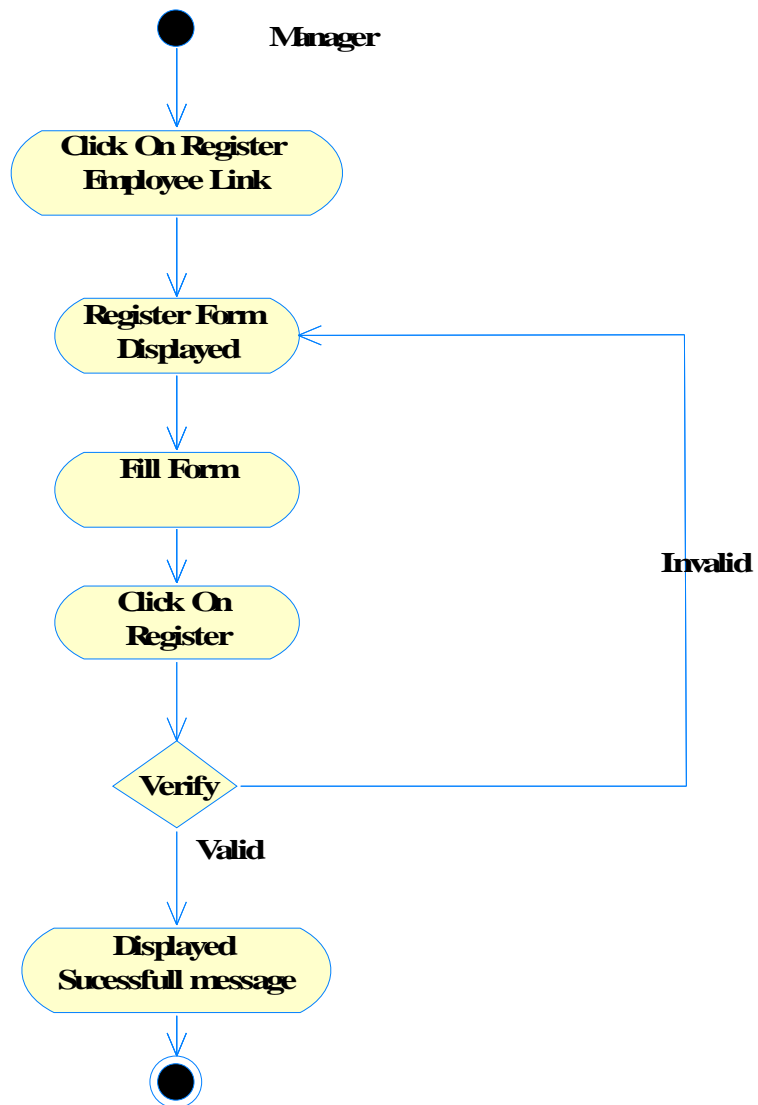 Manager
Click On Register
Employee Link
Register Form
Displayed
Fill Form
Click On
Register
Invalid
Verify
Valid
Displayed
Sucessfull message